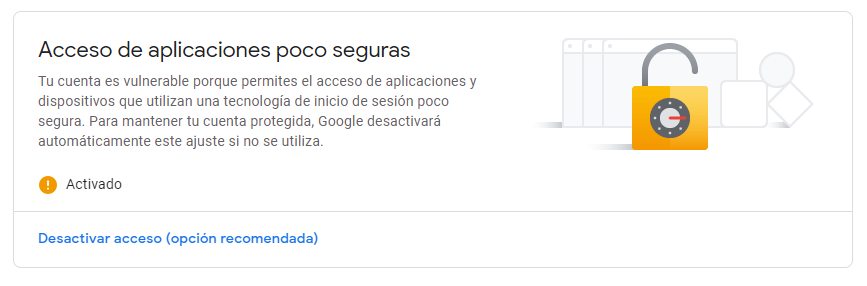 Acceso de aplicaciones poco seguras
Tu cuenta es vulnerable porque permites el acceso de aplicaciones y
dispositivos que utilizan una tecnología de inicio de sesión poco
segura. Para mantener tu cuenta protegida, Google desactivará
automáticamente este ajuste si no se utiliza.
Activado
Desactivar acceso (opción recomendada)